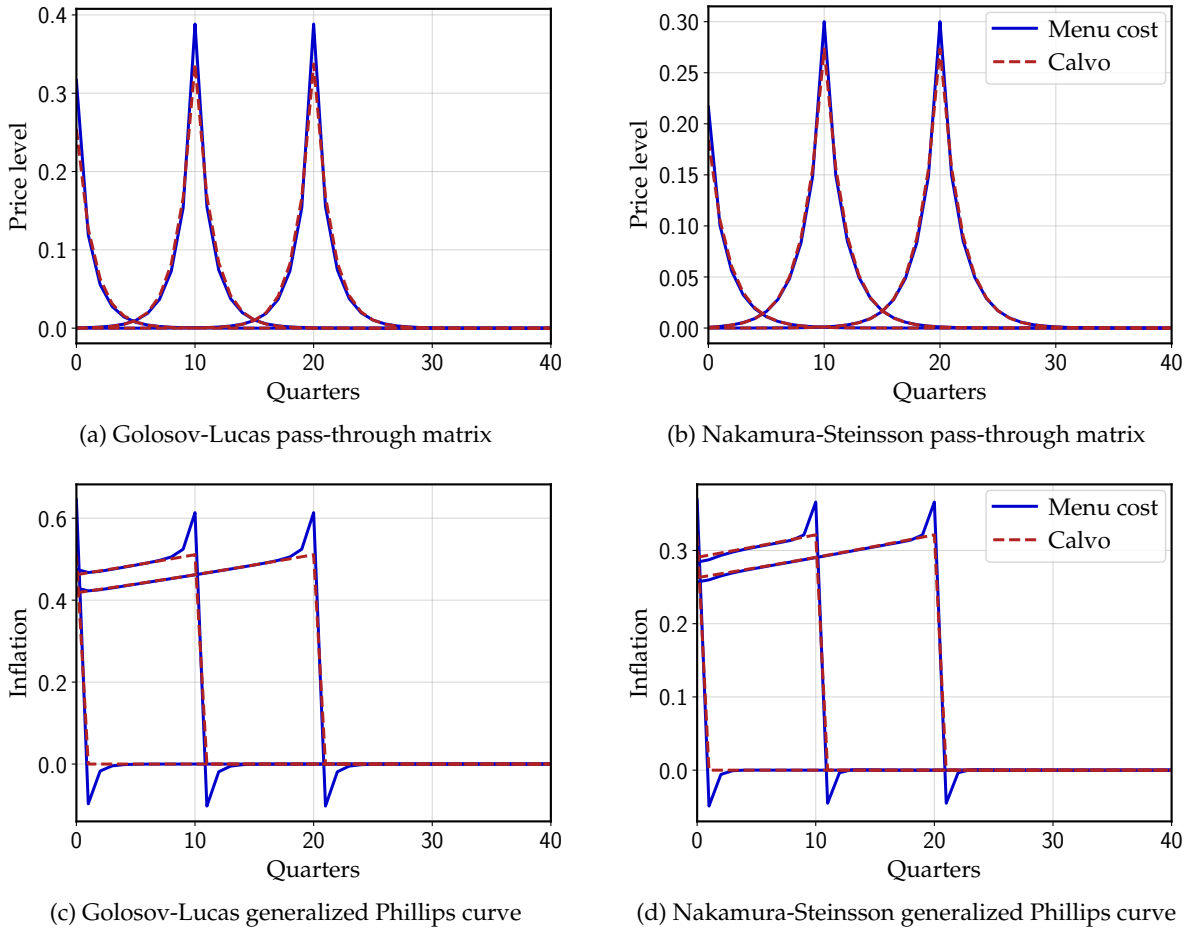 0.4
0.3
0.2
0.1
0.0
Price level
0
10
20
30
40
Quarters
(a) Golosov-Lucas pass-through matrix
0.30
0.25
0.20
0.15
0.10
0.05
0.00
Price level
Menu cost
Calvo
0
10
20
30
40
Quarters
(b) Nakamura-Steinsson pass-through matrix
0.6
0.4
0.2
0.0
Inflation
0
10
20
30
40
Quarters
(c) Golosov-Lucas generalized Phillips curve
0.3
0.2
0.1
0.0
Inflation
Menu cost
Calvo
0
10
20
30
40
Quarters
(d) Nakamura-Steinsson generalized Phillips curve